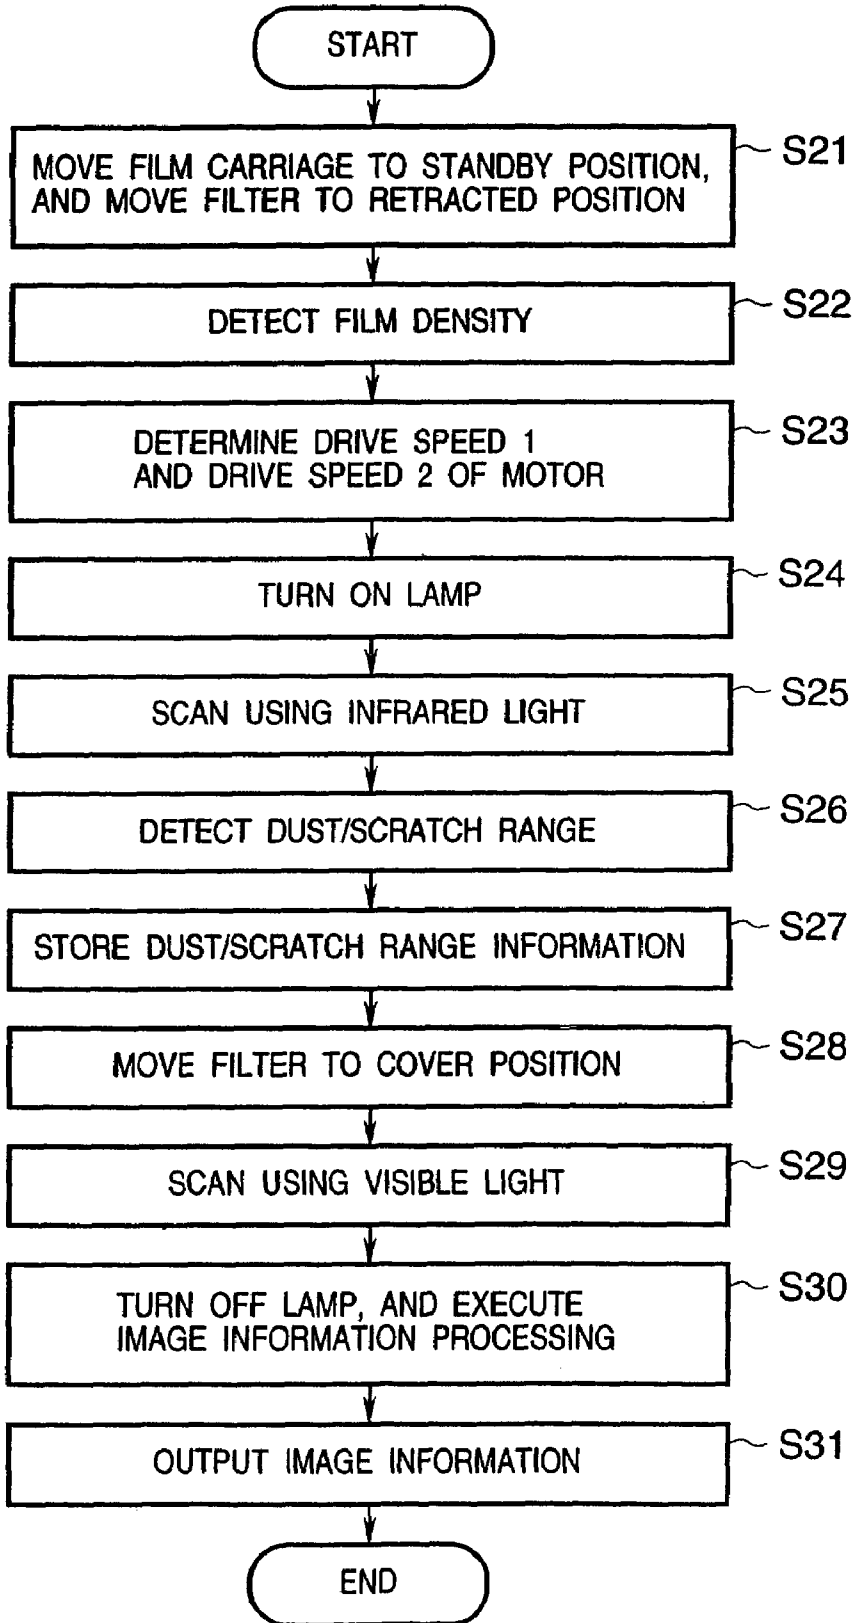 START
MOVE FILM CARRIAGE TO STANDBY POSITION,
AND MOVE FILTER TO RETRACTED POSITION
S21
DETECT FILM DENSITY
S22
DETERMINE DRIVE SPEED 1
AND DRIVE SPEED 2 OF MOTOR
S23
TURN ON LAMP
S24
SCAN USING INFRARED LIGHT
S25
DETECT DUST/SCRATCH RANGE
S26
STORE DUST/SCRATCH RANGE INFORMATION
S27
MOVE FILTER TO COVER POSITION
S28
SCAN USING VISIBLE LIGHT
S29
TURN OFF LAMP, AND EXECUTE
IMAGE INFORMATION PROCESSING
S30
OUTPUT IMAGE INFORMATION
S31
END